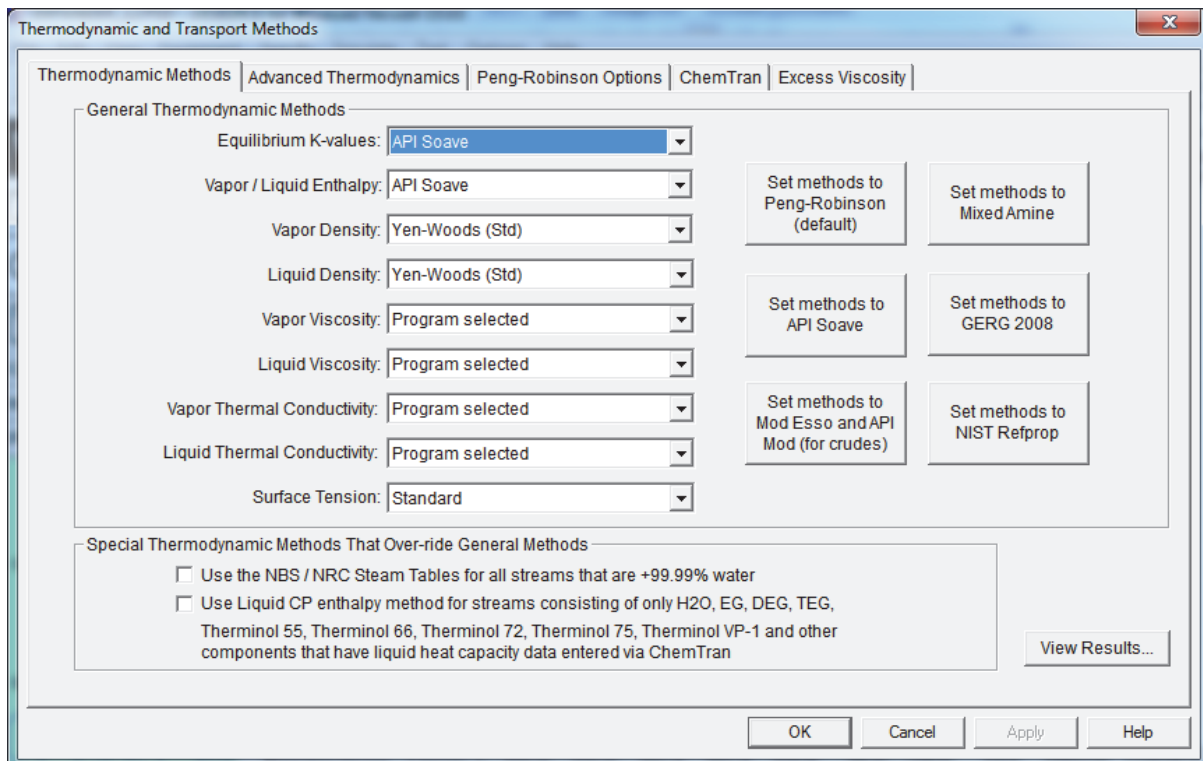 Thermodynamic and Transport Methods
X
Thermodynamic Methods
Advanced Thermodynamics
Peng-Robinson Options
ChemTran
Excess Viscosity
General Thermodynamic Methods
Equilibrium K-values: API Soave
Vapor / Liquid Enthalpy: API Soave
Vapor Density: Yen-Woods (Std)
Liquid Density: Yen-Woods (Std)
Vapor Viscosity: Program selected
Liquid Viscosity: Program selected
Vapor Thermal Conductivity: Program selected
Liquid Thermal Conductivity: Program selected
Surface Tension: Standard
Set methods to
Peng-Robinson
(default)
Set methods to
Mixed Amine
Set methods to
API Soave
Set methods to
GERG 2008
Set methods to
Mod Esso and API
Mod (for crudes)
Set methods to
NIST Refprop
Special Thermodynamic Methods That Over-ride General Methods
Use the NBS / NRC Steam Tables for all streams that are +99.99% water
Use Liquid CP enthalpy method for streams consisting of only H2O, EG, DEG, TEG,
Therminol 55, Therminol 66, Therminol 72, Therminol 75, Therminol VP-1 and other
components that have liquid heat capacity data entered via ChemTran
View Results...
OK
Cancel
Apply
Help